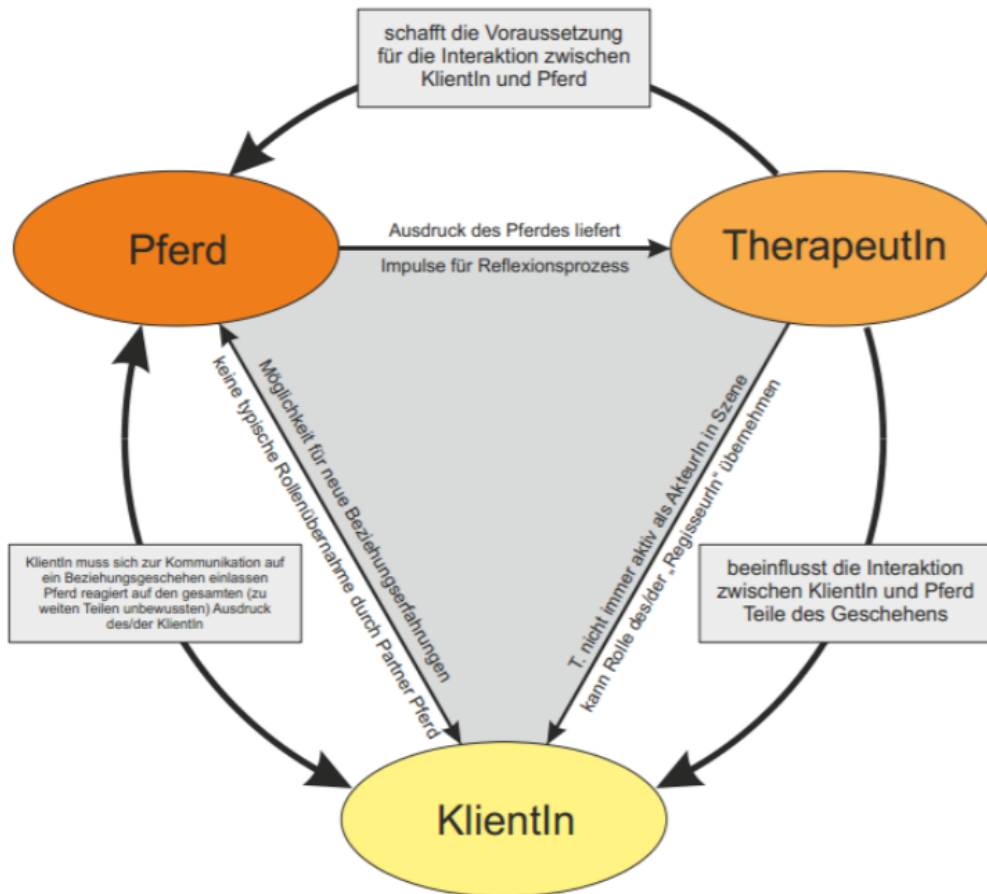 schafft die Voraussetzung
für die Interaktion zwischen
KlientIn und Pferd
Pferd
Ausdruck des Pferdes liefert
Impulse für Reflexionsprozess
TherapeutIn
Möglichkeit für neue Beziehungserfahrungen
keine typische Rollenübernahme durch Partner Pferd
T. nicht immer aktiv als AkteurIn in Szene
kann Rolle des/der „RegisseurIn" übernehmen
KlientIn muss sich zur Kommunikation auf
ein Beziehungsgeschehen einlassen
Pferd reagiert auf den gesamten (zu
weiten Teilen unbewussten) Ausdruck
des/der KlientIn
beeinflusst die Interaktion
zwischen KlientIn und Pferd
Teile des Geschehens
KlientIn